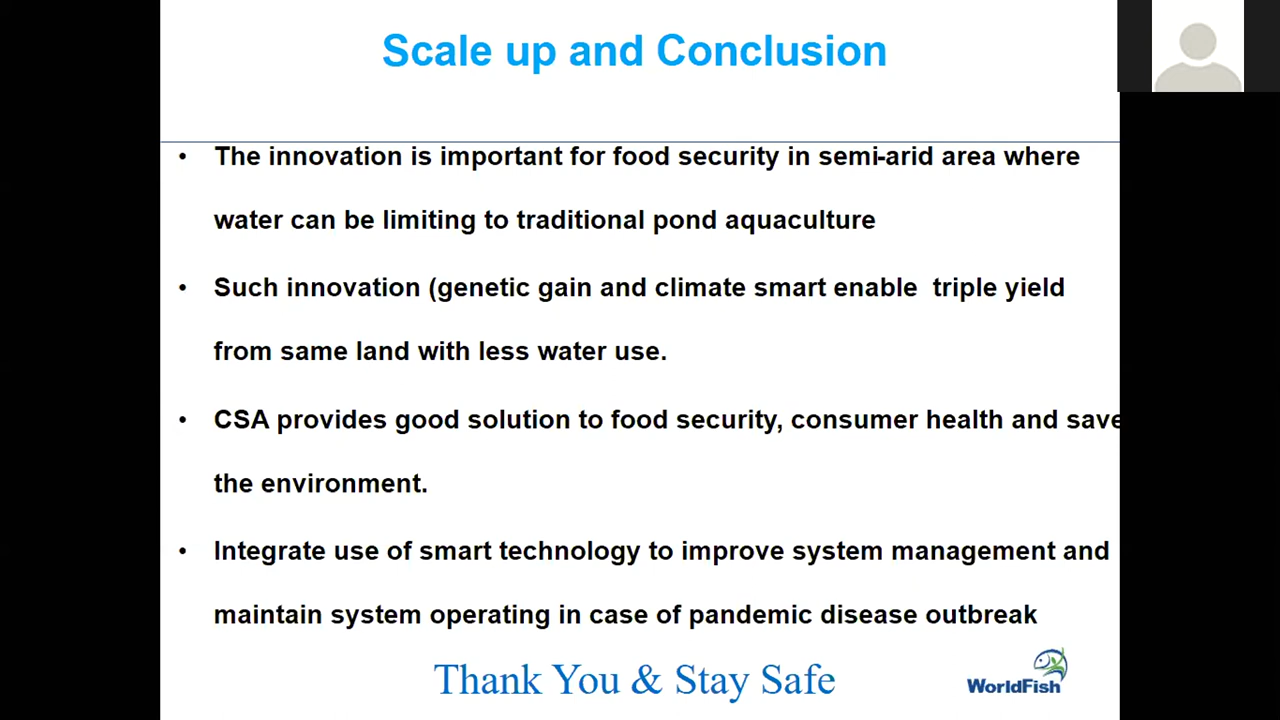 Scale up and Conclusion
• The innovation is important for food security in semi-arid area where
water can be limiting to traditional pond aquaculture
• Such innovation (genetic gain and climate smart enable  triple yield
from same land with less water use.
• CSA provides good solution to food security, consumer health and save
the environment.
• Integrate use of smart technology to improve system management and
maintain system operating in case of pandemic disease outbreak
Thank You & Stay Safe
WorldFish